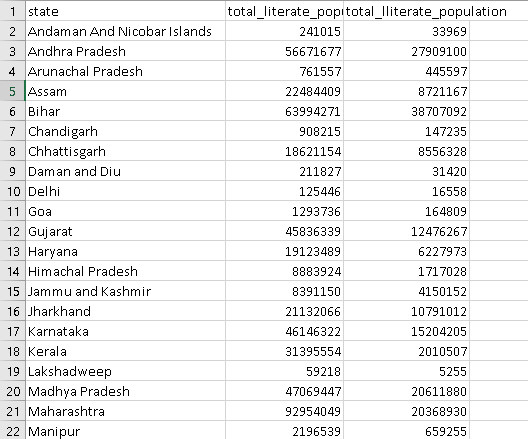 1 state total_literate_pop total_lliterate_population
2 Andaman And Nicobar Islands 241015 33969
3 Andhra Pradesh 56671677 27909100
4 Arunachal Pradesh 761557 445597
5 Assam 22484409 8721167
6 Bihar 63994271 38707092
7 Chandigarh 908215 147235
8 Chhattisgarh 18621154 8556328
9 Daman and Diu 211827 31420
10 Delhi 125446 16558
11 Goa 1293736 164809
12 Gujarat 45836339 12476267
13 Haryana 19123489 6227973
14 Himachal Pradesh 8883924 1717028
15 Jammu and Kashmir 8391150 4150152
16 Jharkhand 21132066 10791012
17 Karnataka 46146322 15204205
18 Kerala 31395554 2010507
19 Lakshadweep 59218 5255
20 Madhya Pradesh 47069447 20611880
21 Maharashtra 92954049 20368930
22 Manipur 2196539 659255